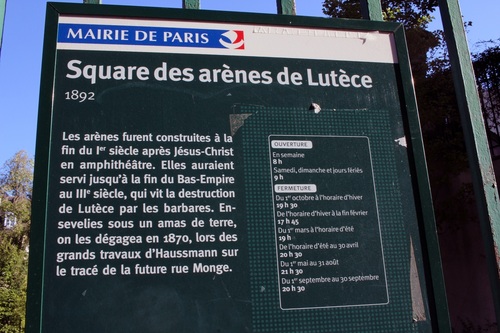 MAIRIE DE PARIS
Square des arènes de Lutèce
1892
Les arènes furent construites à la
fin du Ier siècle après Jésus-Christ
en amphithéâtre. Elles auraient
servi jusqu'à la fin du Bas-Empire
au IIIe siècle, qui vit la destruction
de Lutèce par les barbares. En-
sevelies sous un amas de terre,
on les dégagea en 1870, lors des
grands travaux d'Haussmann sur
le tracé de la future rue Monge.
OUVERTURE
En semaine
8 h
Samedi, dimanche et jours fériés
9 h
FERMETURE
Du 1er octobre à l'horaire d'hiver
19 h 30
De l'horaire d'hiver à la fin février
17 h 45
Du 1er mars à l'horaire d'été
19 h
De l'horaire d'été au 30 avril
20 h 30
Du 1er mai au 31 août
21 h 30
Du 1er septembre au 30 septembre
20 h 30